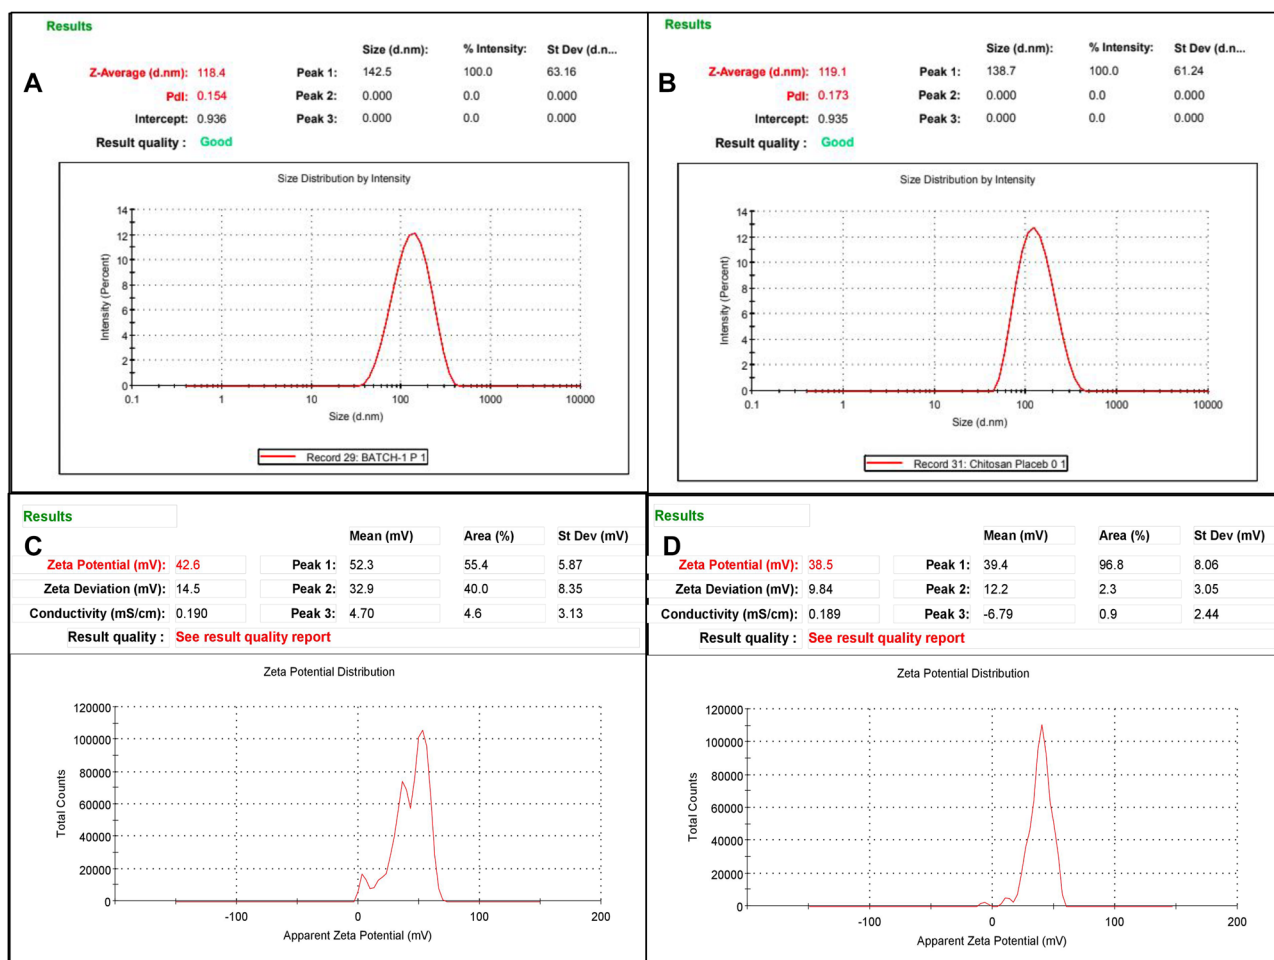 Results
Size (d.nm): % Intensity: St Dev (d.n...
A
Z-Average (d.nm): 118.4 Peak 1: 142.5 100.0 63.16
PdI: 0.154 Peak 2: 0.000 0.0 0.000
Intercept: 0.936 Peak 3: 0.000 0.0 0.000
Result quality : Good
Size Distribution by Intensity
14
12
10
8
6
4
2
0
Intensity (Percent)
0.1 1 10 100 1000 10000
Size (d.nm)
Record 29: BATCH-1 P 1
Results
Size (d.nm): % Intensity: St Dev (d.n...
B
Z-Average (d.nm): 119.1 Peak 1: 138.7 100.0 61.24
PdI: 0.173 Peak 2: 0.000 0.0 0.000
Intercept: 0.935 Peak 3: 0.000 0.0 0.000
Result quality : Good
Size Distribution by Intensity
14
12
10
8
6
4
2
0
Intensity (Percent)
0.1 1 10 100 1000 10000
Size (d.nm)
Record 31: Chitosan Placeb 0 1
Results
Mean (mV) Area (%) St Dev (mV)
C
Zeta Potential (mV): 42.6 Peak 1: 52.3 55.4 5.87
Zeta Deviation (mV): 14.5 Peak 2: 32.9 40.0 8.35
Conductivity (mS/cm): 0.190 Peak 3: 4.70 4.6 3.13
Result quality : See result quality report
Zeta Potential Distribution
120000
100000
80000
60000
40000
20000
0
Total Counts
-100 0 100 200
Apparent Zeta Potential (mV)
Results
Mean (mV) Area (%) St Dev (mV)
D
Zeta Potential (mV): 38.5 Peak 1: 39.4 96.8 8.06
Zeta Deviation (mV): 9.84 Peak 2: 12.2 2.3 3.05
Conductivity (mS/cm): 0.189 Peak 3: -6.79 0.9 2.44
Result quality : See result quality report
Zeta Potential Distribution
120000
100000
80000
60000
40000
20000
0
Total Counts
-100 0 100 200
Apparent Zeta Potential (mV)